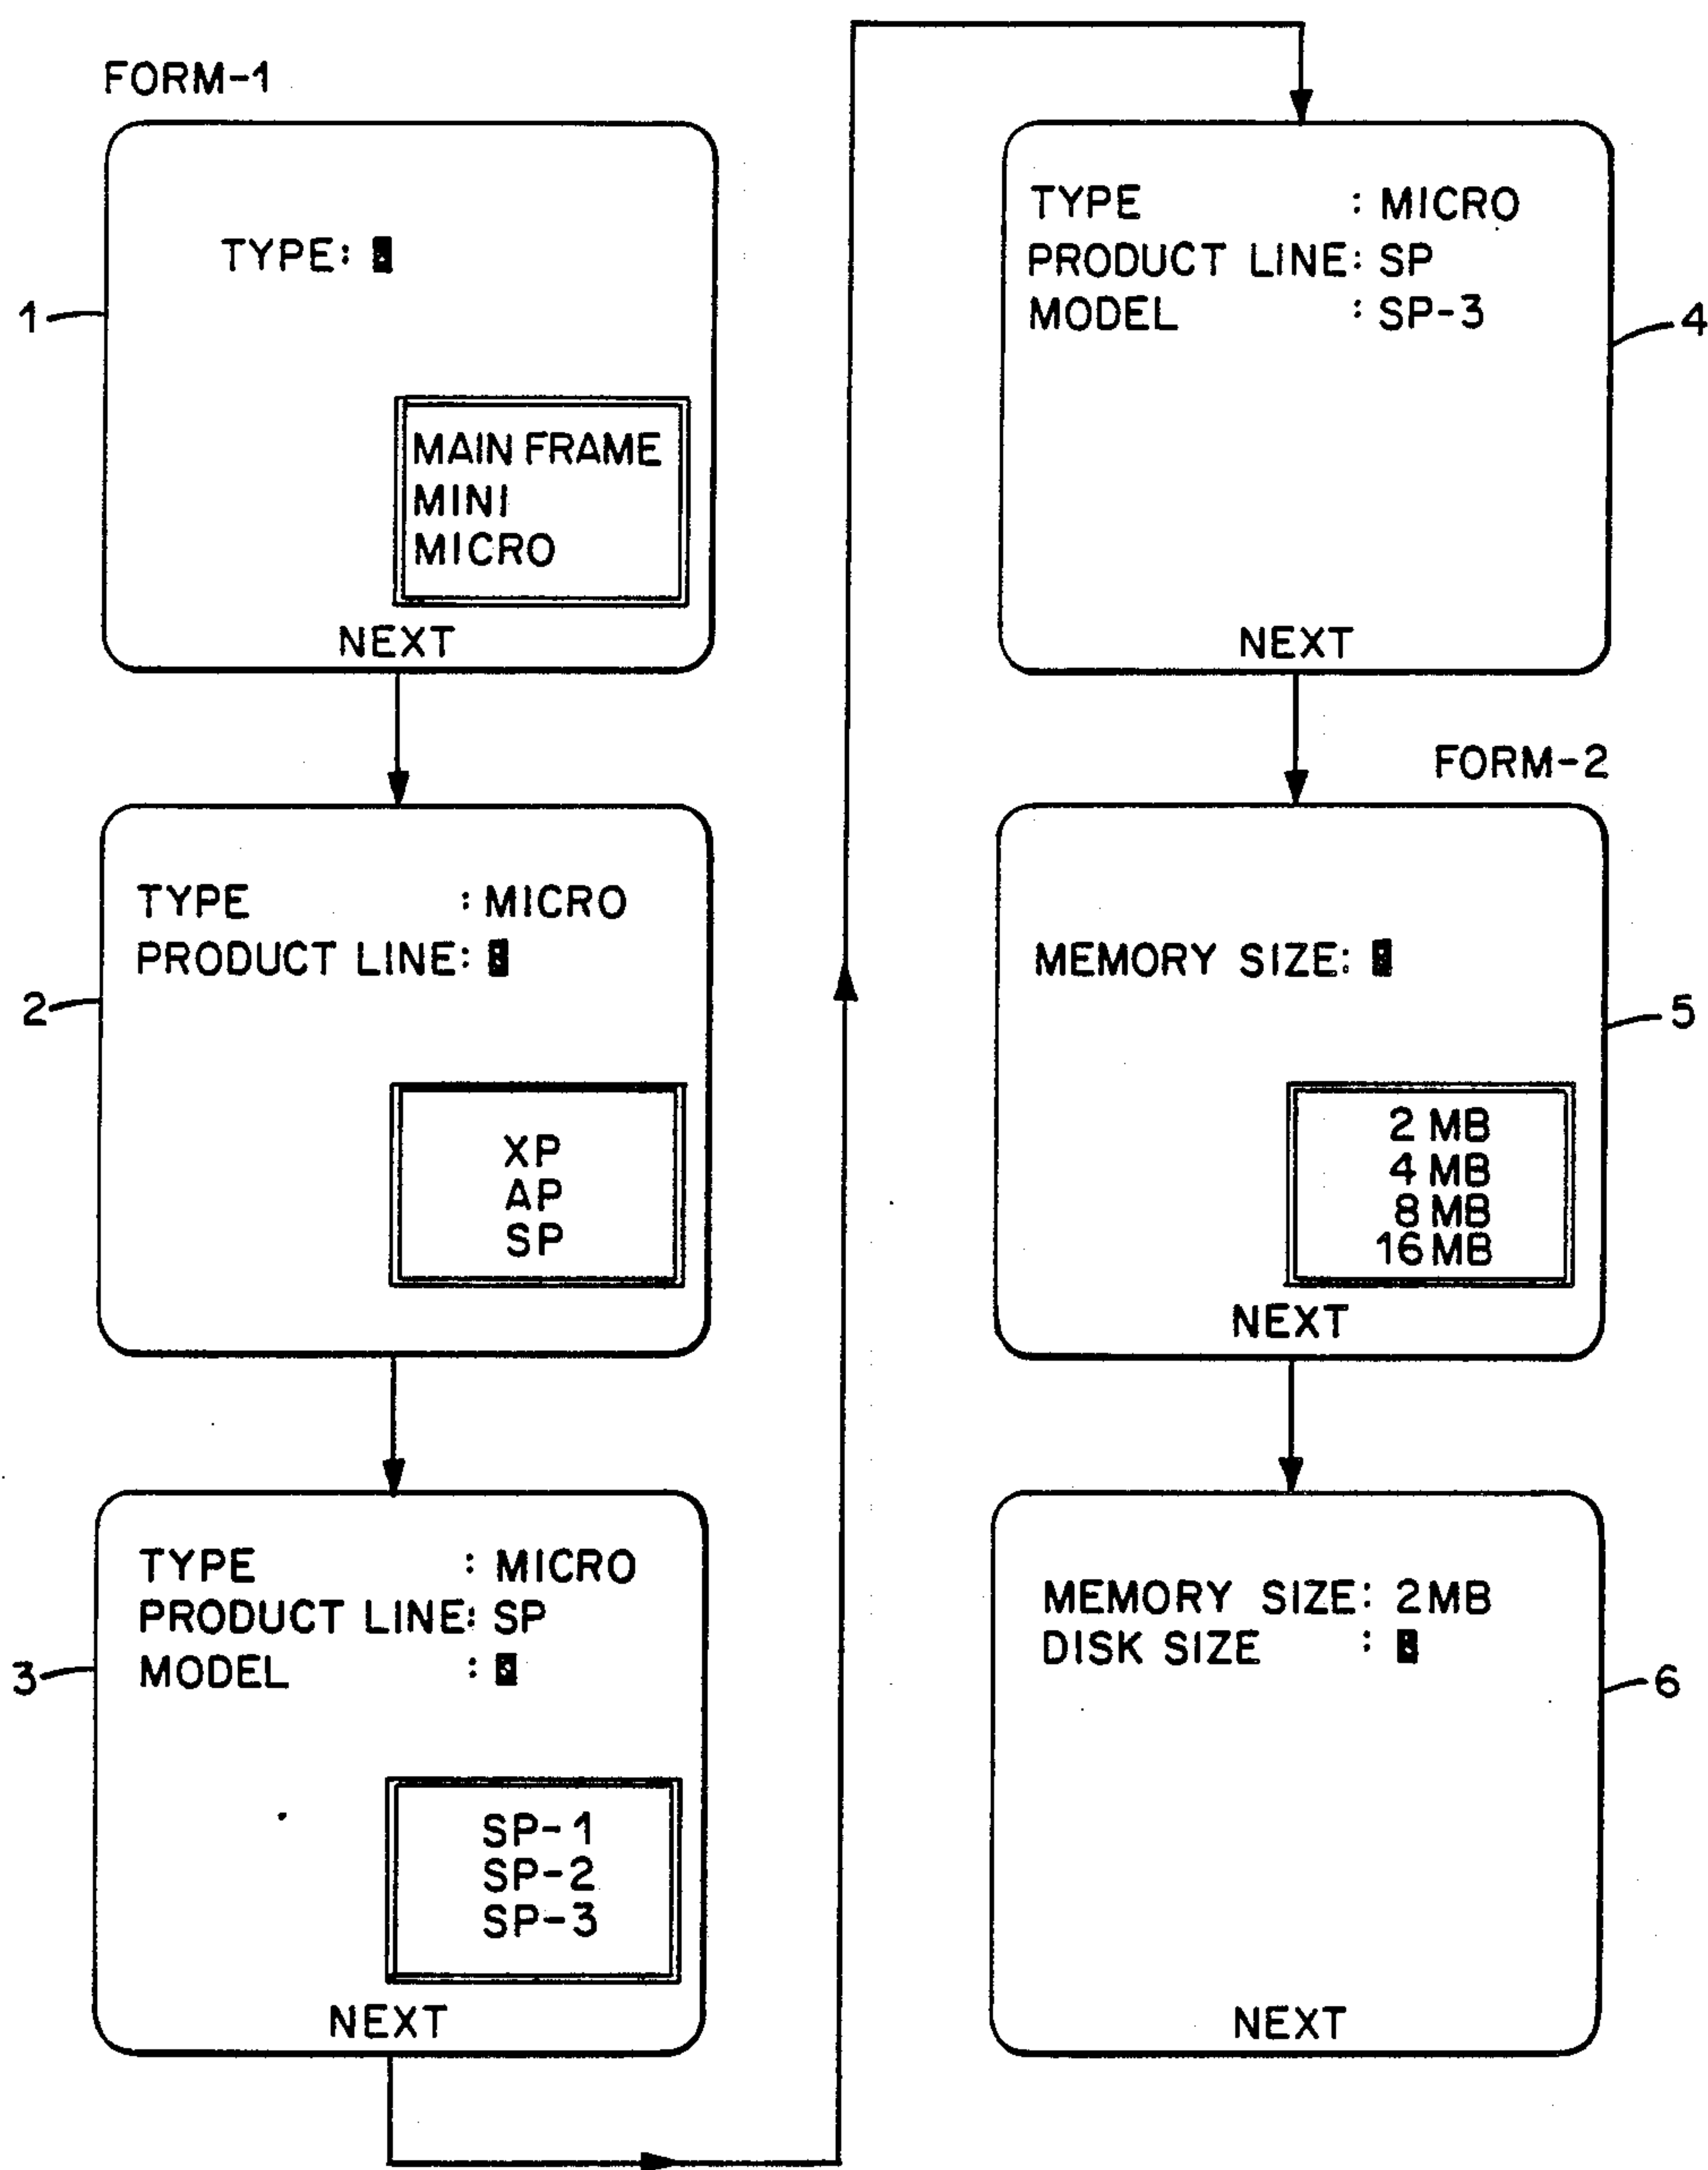 FORM-1
TYPE:
1
MAIN FRAME
MINI
MICRO
NEXT
TYPE : MICRO
PRODUCT LINE:
2
XP
AP
SP
TYPE : MICRO
PRODUCT LINE: SP
MODEL :
3
SP-1
SP-2
SP-3
NEXT
TYPE : MICRO
PRODUCT LINE: SP
MODEL : SP-3
4
NEXT
FORM-2
MEMORY SIZE:
5
2 MB
4 MB
8 MB
16 MB
NEXT
MEMORY SIZE: 2MB
DISK SIZE :
6
NEXT